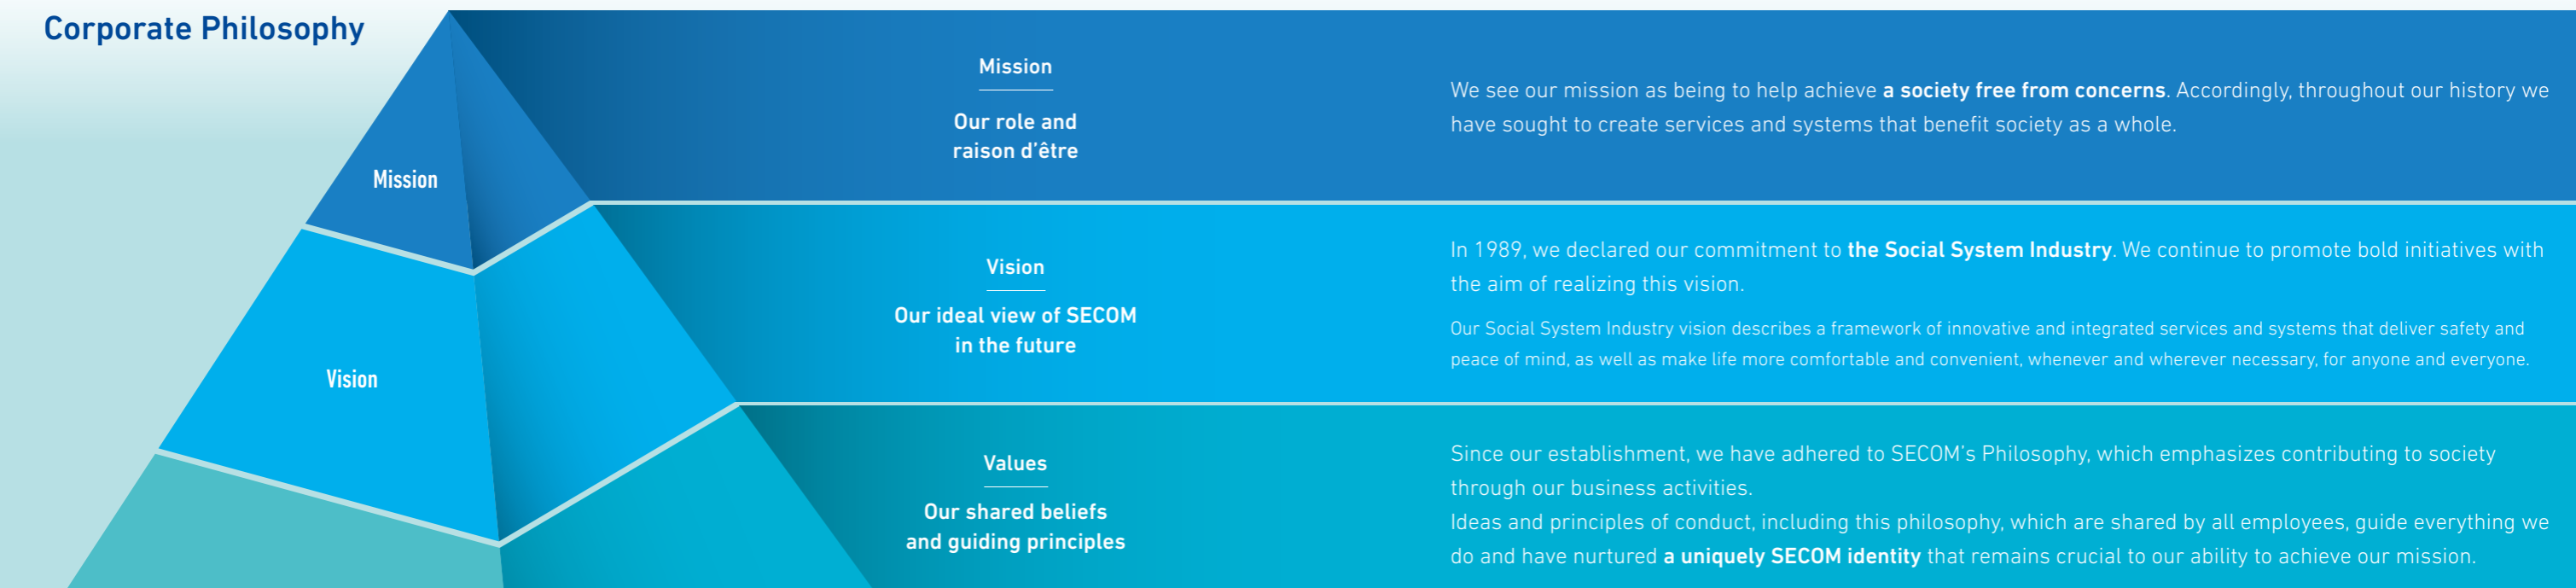 Corporate Philosophy
Mission
Vision
Mission
Our role and
raison d’être
We see our mission as being to help achieve a society free from concerns. Accordingly, throughout our history we
have sought to create services and systems that benefit society as a whole.
Vision
Our ideal view of SECOM
in the future
In 1989, we declared our commitment to the Social System Industry. We continue to promote bold initiatives with
the aim of realizing this vision.
Our Social System Industry vision describes a framework of innovative and integrated services and systems that deliver safety and
peace of mind, as well as make life more comfortable and convenient, whenever and wherever necessary, for anyone and everyone.
Values
Our shared beliefs
and guiding principles
Since our establishment, we have adhered to SECOM’s Philosophy, which emphasizes contributing to society
through our business activities.
Ideas and principles of conduct, including this philosophy, which are shared by all employees, guide everything we
do and have nurtured a uniquely SECOM identity that remains crucial to our ability to achieve our mission.